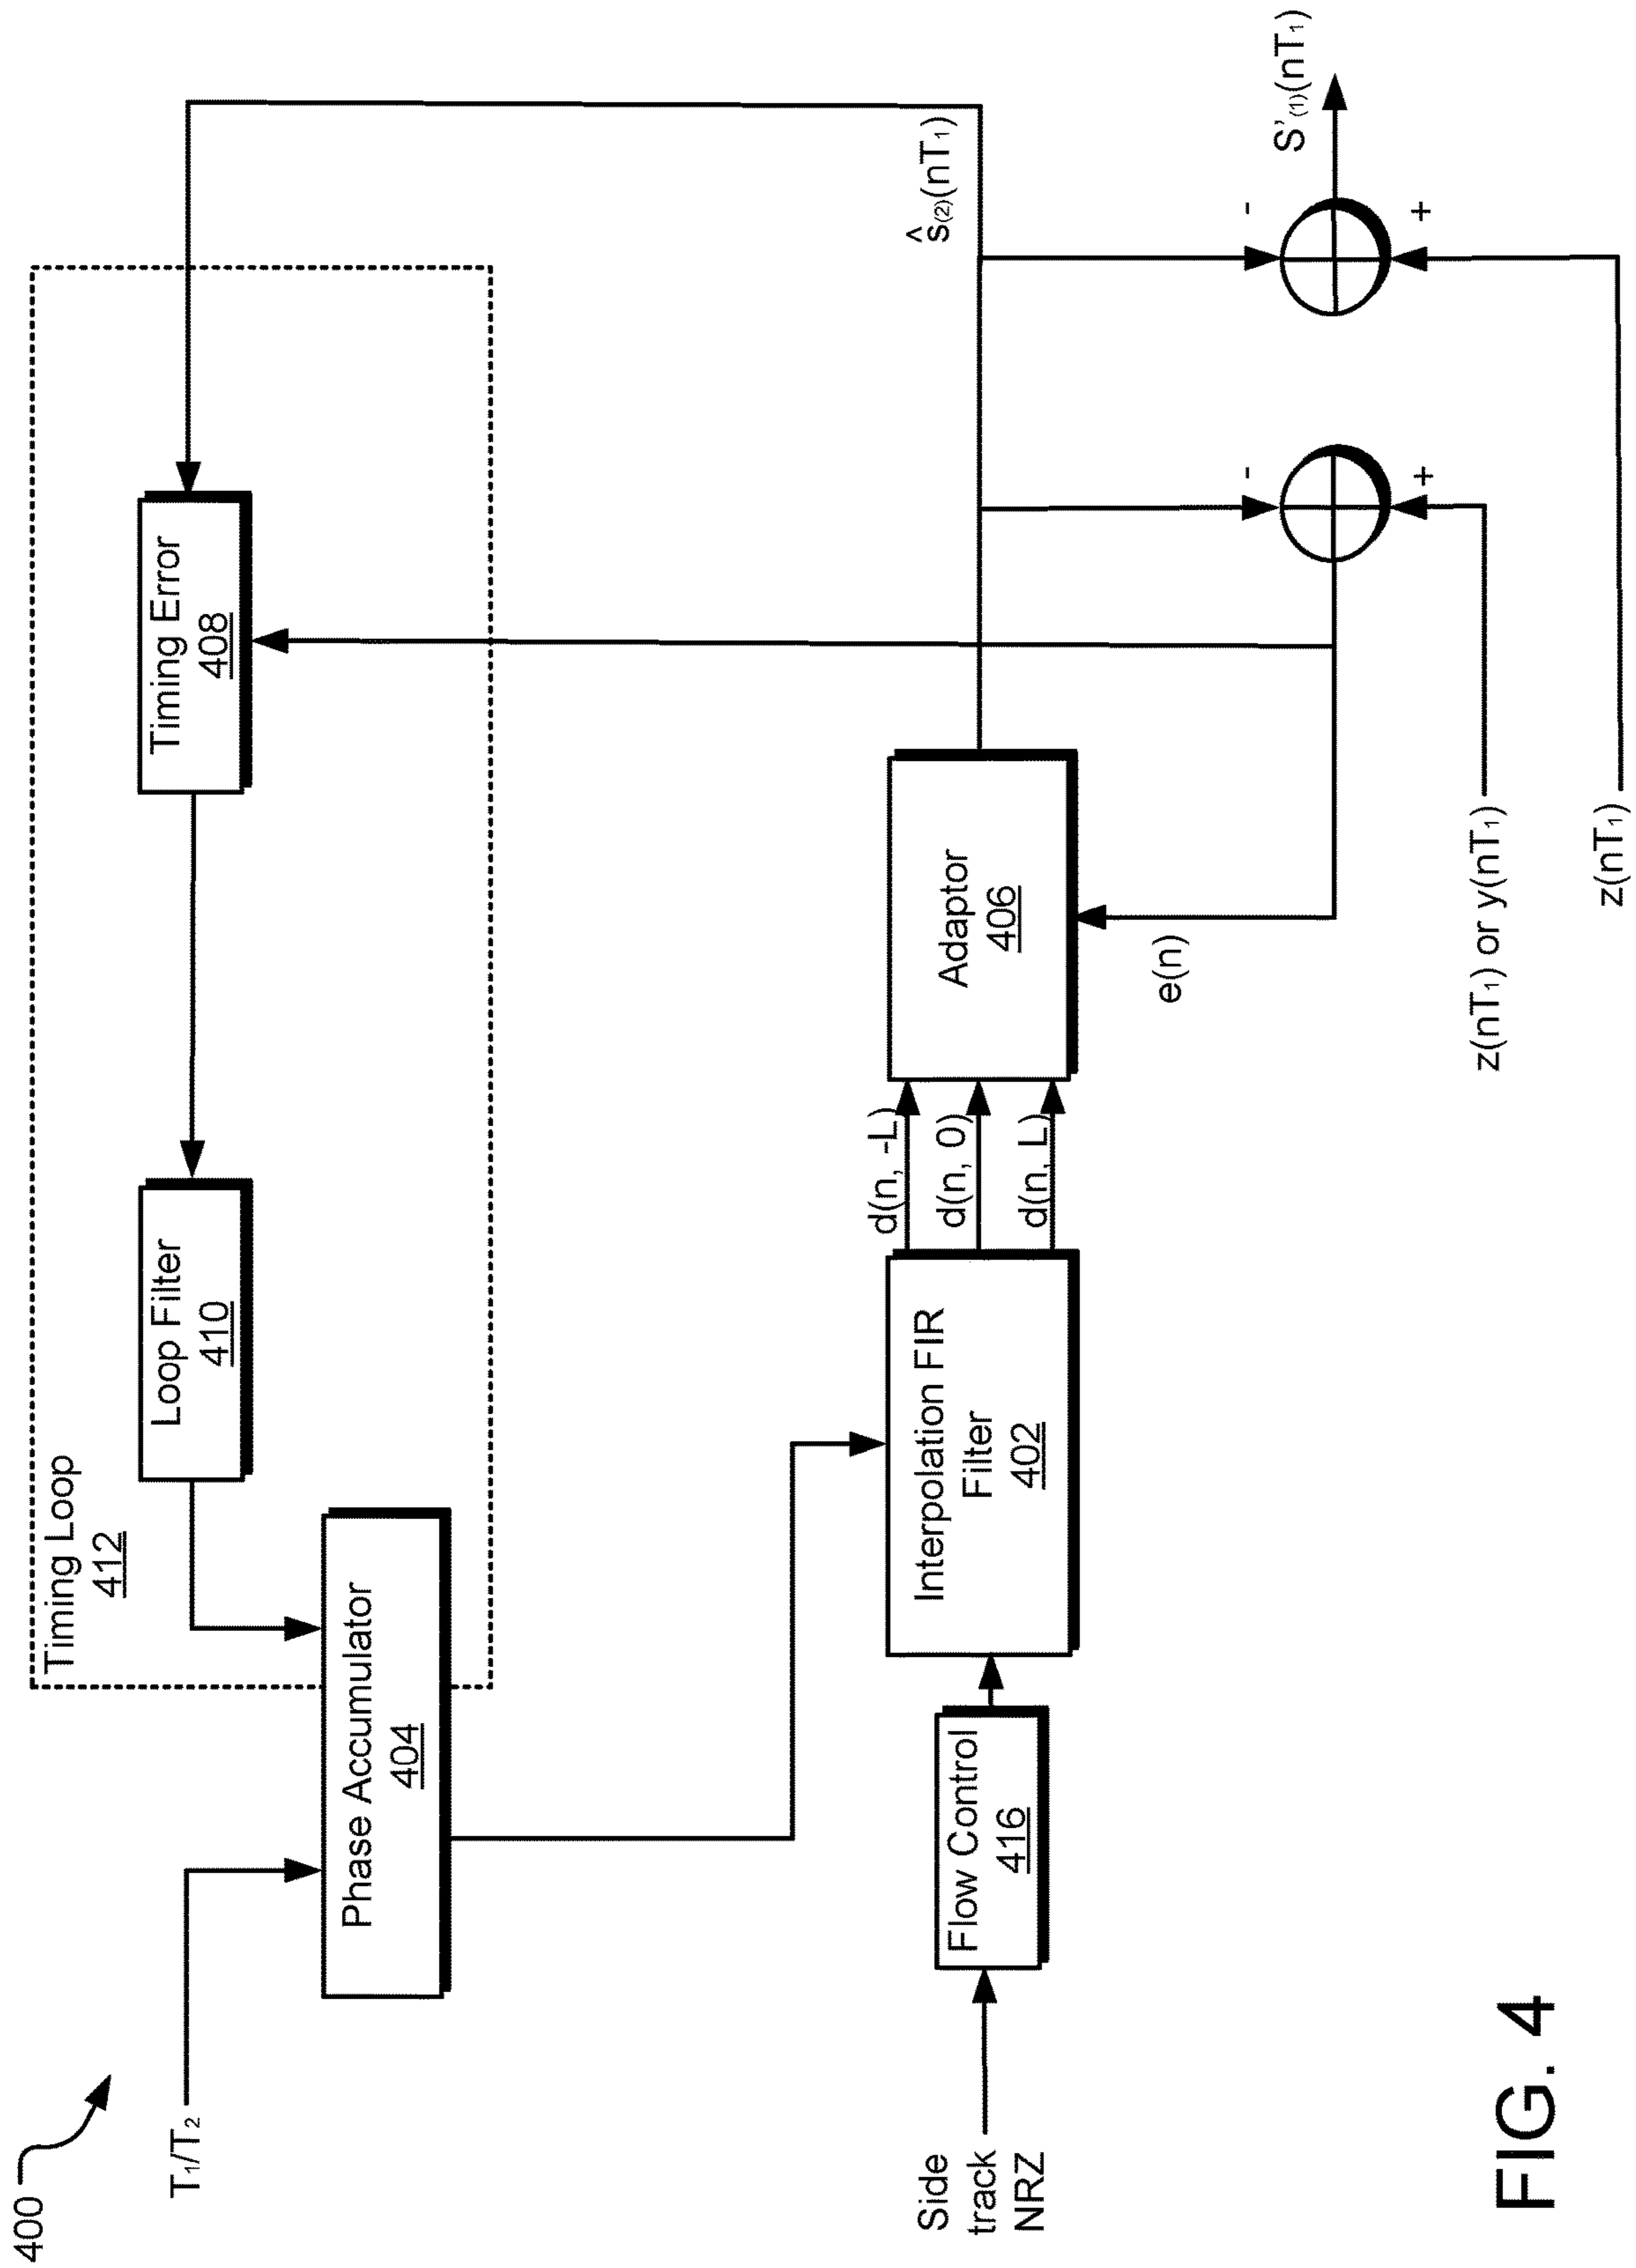 400
T₁/T₂
Timing Loop
412
Phase Accumulator
404
Loop Filter
410
Timing Error
408
Side
track
NRZ
Flow Control
416
Interpolation FIR
Filter
402
d(n, -L)
d(n, 0)
d(n, L)
Adaptor
406
e(n)
ŝ₍₂₎(nT₁)
-
+
-
+
S'₍₁₎(nT₁)
z(nT₁) or y(nT₁)
z(nT₁)
FIG. 4